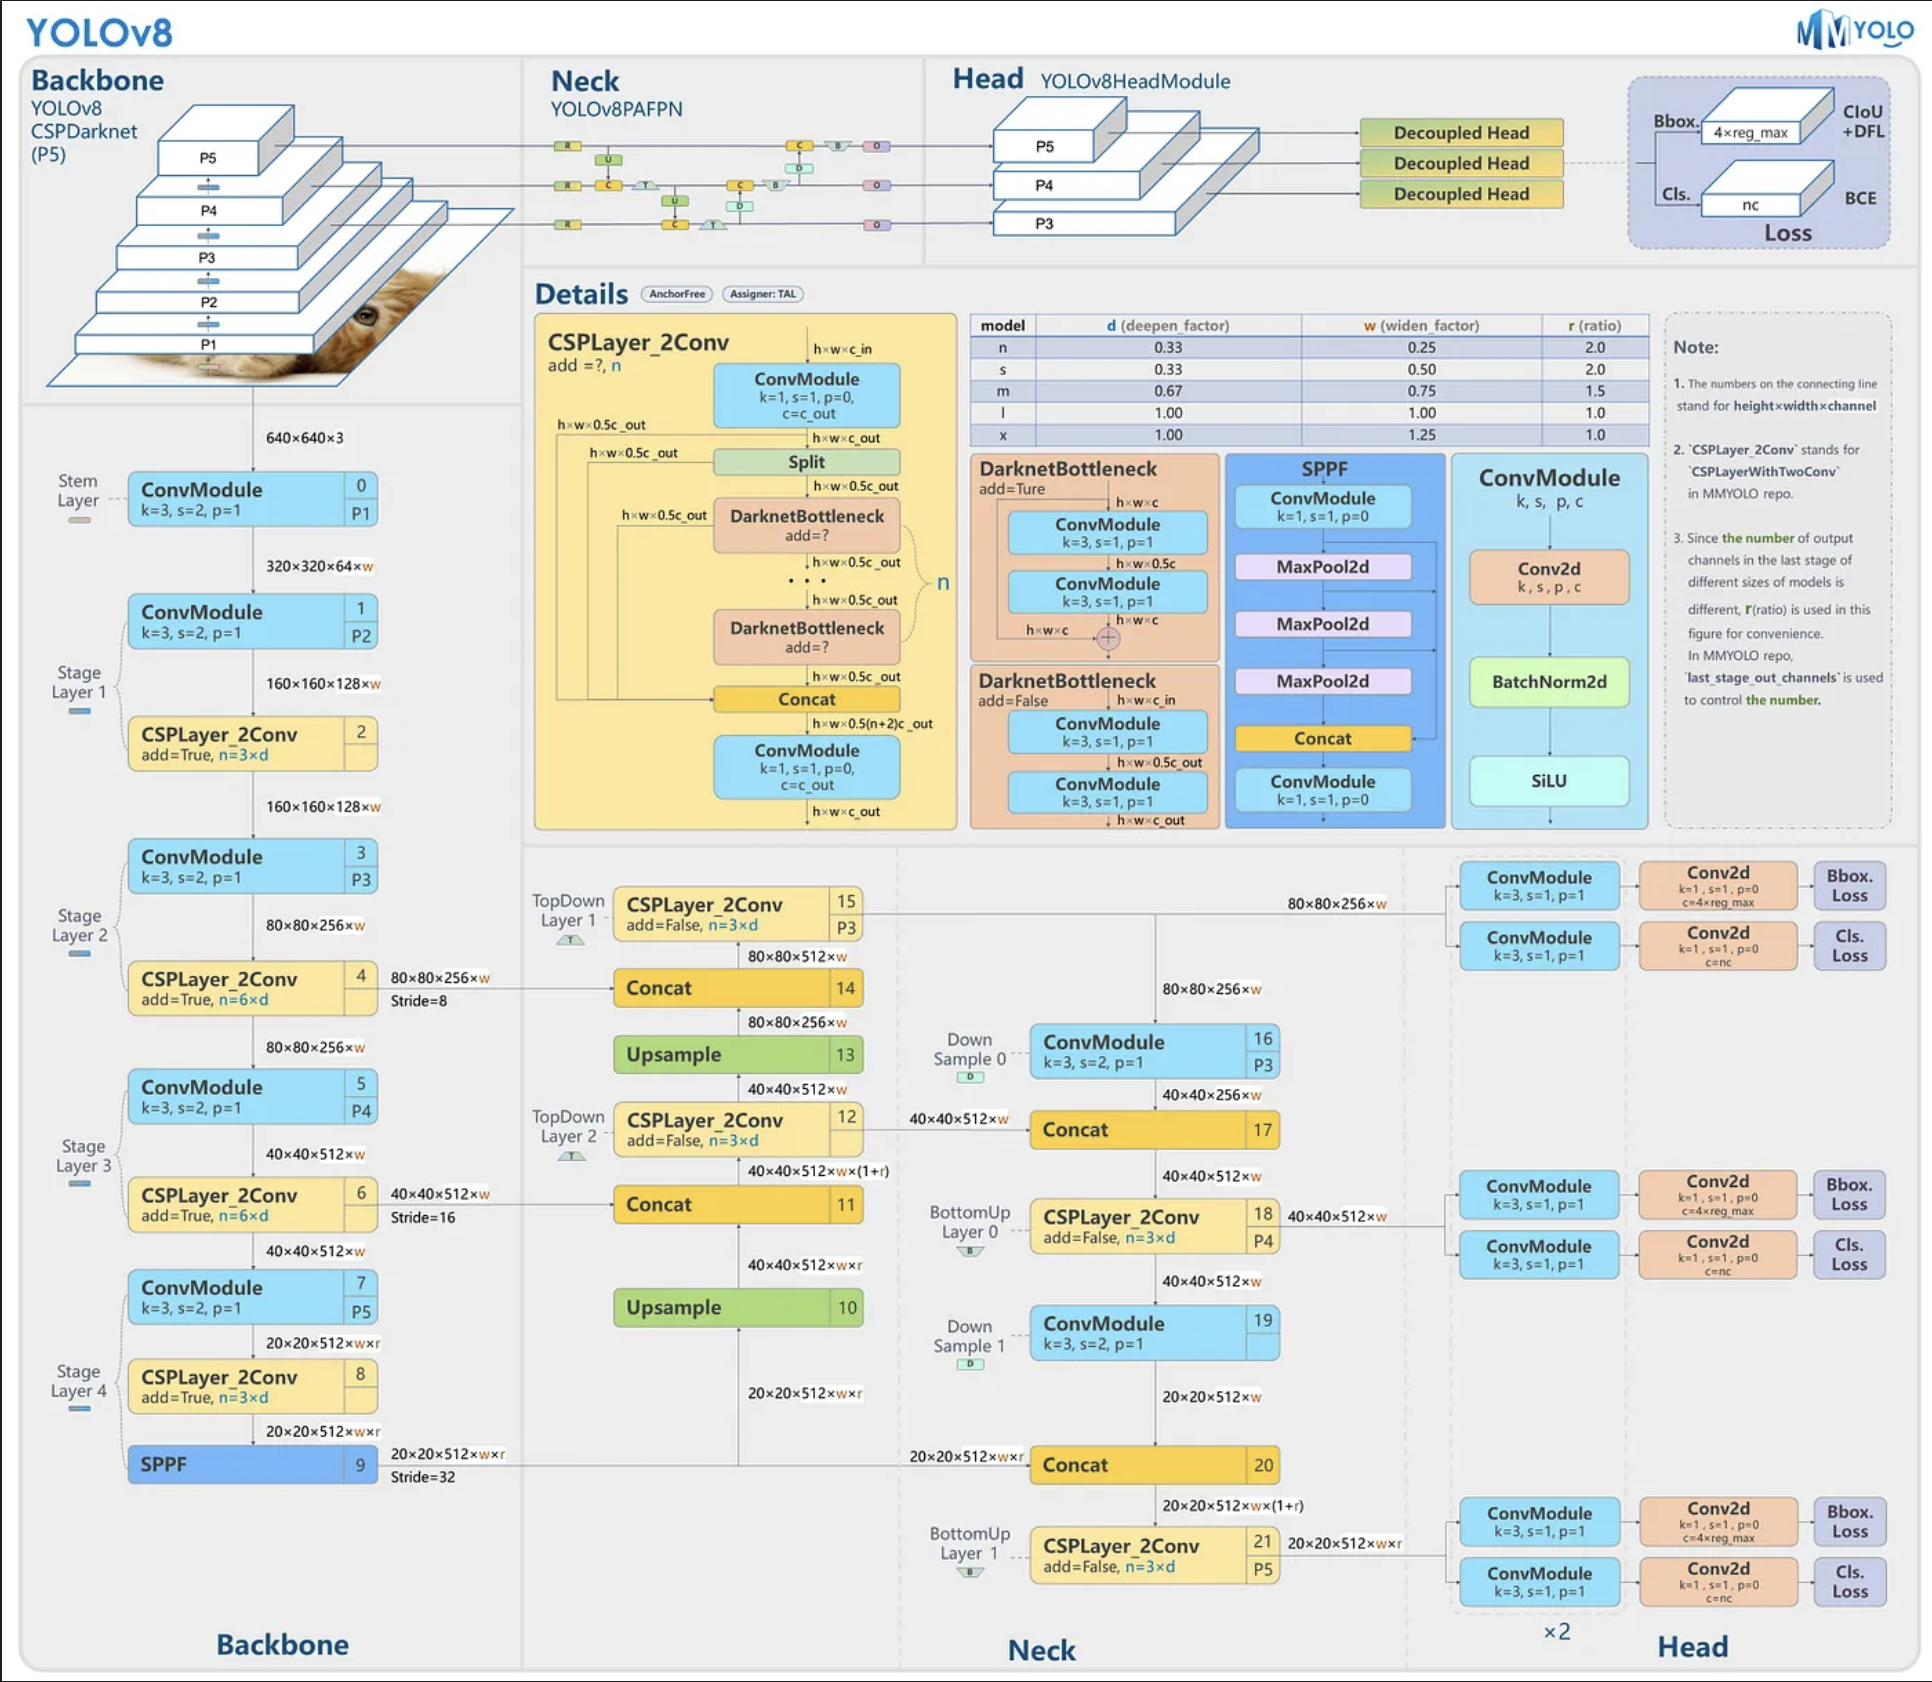 YOLOv8
MMYOLO
Backbone
YOLOv8
CSPDarknet
(P5)
P5
P4
P3
P2
P1
Neck
YOLOv8PAFPN
R
U
C
T
U
C
D
B
C
D
B
O
R
C
T
O
R
O
Head YOLOv8HeadModule
P5
P4
P3
Decoupled Head
Decoupled Head
Decoupled Head
Bbox.
4×reg_max
CIoU
+DFL
Cls.
nc
BCE
Loss
640×640×3
Stem
Layer
ConvModule
k=3, s=2, p=1
0
P1
320×320×64×w
Stage
Layer 1
ConvModule
k=3, s=2, p=1
1
P2
160×160×128×w
CSPLayer_2Conv
add=True, n=3×d
2
160×160×128×w
Stage
Layer 2
ConvModule
k=3, s=2, p=1
3
P3
80×80×256×w
CSPLayer_2Conv
add=True, n=6×d
4
80×80×256×w
Stride=8
80×80×256×w
Stage
Layer 3
ConvModule
k=3, s=2, p=1
5
P4
40×40×512×w
CSPLayer_2Conv
add=True, n=6×d
6
40×40×512×w
Stride=16
40×40×512×w
Stage
Layer 4
ConvModule
k=3, s=2, p=1
7
P5
20×20×512×w×r
CSPLayer_2Conv
add=True, n=3×d
8
20×20×512×w×r
SPPF
9
20×20×512×w×r
Stride=32
Backbone
Details
AnchorFree
Assigner: TAL
CSPLayer_2Conv
add =?, n
h×w×c_in
ConvModule
k=1, s=1, p=0,
c=c_out
h×w×0.5c_out
h×w×c_out
h×w×0.5c_out
Split
h×w×0.5c_out
h×w×0.5c_out
DarknetBottleneck
add=?
h×w×0.5c_out
. . .
n
h×w×0.5c_out
DarknetBottleneck
add=?
h×w×0.5c_out
Concat
h×w×0.5(n+2)c_out
ConvModule
k=1, s=1, p=0,
c=c_out
h×w×c_out
model d (deepen_factor) w (widen_factor) r (ratio)
n 0.33 0.25 2.0
s 0.33 0.50 2.0
m 0.67 0.75 1.5
l 1.00 1.00 1.0
x 1.00 1.25 1.0
DarknetBottleneck
add=Ture
h×w×c
ConvModule
k=3, s=1, p=1
h×w×0.5c
ConvModule
k=3, s=1, p=1
h×w×c
h×w×c
+
DarknetBottleneck
add=False
h×w×c_in
ConvModule
k=3, s=1, p=1
h×w×0.5c_out
ConvModule
k=3, s=1, p=1
h×w×c_out
SPPF
ConvModule
k=1, s=1, p=0
MaxPool2d
MaxPool2d
MaxPool2d
Concat
ConvModule
k=1, s=1, p=0
ConvModule
k, s, p, c
Conv2d
k , s , p , c
BatchNorm2d
SiLU
Note:
1. The numbers on the connecting line
stand for height×width×channel
2. `CSPLayer_2Conv` stands for
`CSPLayerWithTwoConv`
in MMYOLO repo.
3. Since the number of output
channels in the last stage of
different sizes of models is
different, r(ratio) is used in this
figure for convenience.
In MMYOLO repo,
`last_stage_out_channels` is used
to control the number.
TopDown
Layer 1
T
CSPLayer_2Conv
add=False, n=3×d
15
P3
80×80×512×w
Concat
14
80×80×256×w
Upsample
13
40×40×512×w
TopDown
Layer 2
T
CSPLayer_2Conv
add=False, n=3×d
12
40×40×512×w×(1+r)
Concat
11
40×40×512×w×r
Upsample
10
20×20×512×w×r
80×80×256×w
80×80×256×w
Down
Sample 0
D
ConvModule
k=3, s=2, p=1
16
P3
40×40×256×w
40×40×512×w
Concat
17
40×40×512×w
BottomUp
Layer 0
B
CSPLayer_2Conv
add=False, n=3×d
18
P4
40×40×512×w
40×40×512×w
Down
Sample 1
D
ConvModule
k=3, s=2, p=1
19
20×20×512×w
20×20×512×w×r
Concat
20
20×20×512×w×(1+r)
BottomUp
Layer 1
B
CSPLayer_2Conv
add=False, n=3×d
21
P5
20×20×512×w×r
Neck
ConvModule
k=3, s=1, p=1
Conv2d
k=1 , s=1 , p=0
c=4×reg_max
Bbox.
Loss
ConvModule
k=3, s=1, p=1
Conv2d
k=1 , s=1 , p=0
c=nc
Cls.
Loss
ConvModule
k=3, s=1, p=1
Conv2d
k=1 , s=1 , p=0
c=4×reg_max
Bbox.
Loss
ConvModule
k=3, s=1, p=1
Conv2d
k=1 , s=1 , p=0
c=nc
Cls.
Loss
ConvModule
k=3, s=1, p=1
Conv2d
k=1 , s=1 , p=0
c=4×reg_max
Bbox.
Loss
ConvModule
k=3, s=1, p=1
Conv2d
k=1 , s=1 , p=0
c=nc
Cls.
Loss
×2
Head